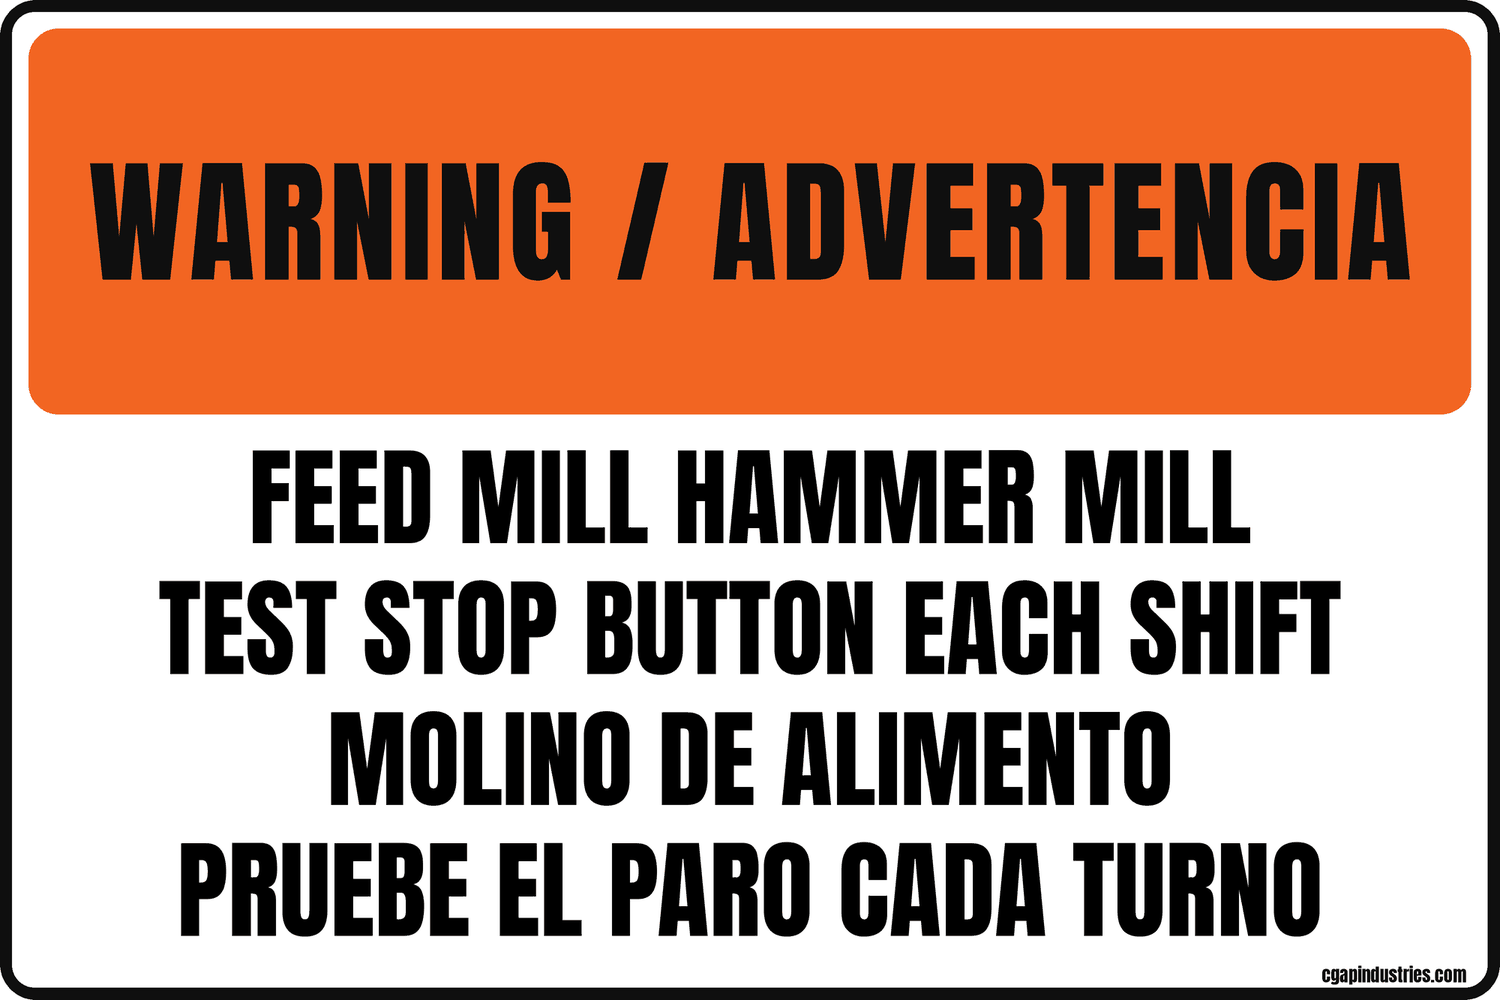 WARNING / ADVERTENCIA
FEED MILL HAMMER MILL
TEST STOP BUTTON EACH SHIFT
MOLINO DE ALIMENTO
PRUEBE EL PARO CADA TURNO
cgapindustries.com